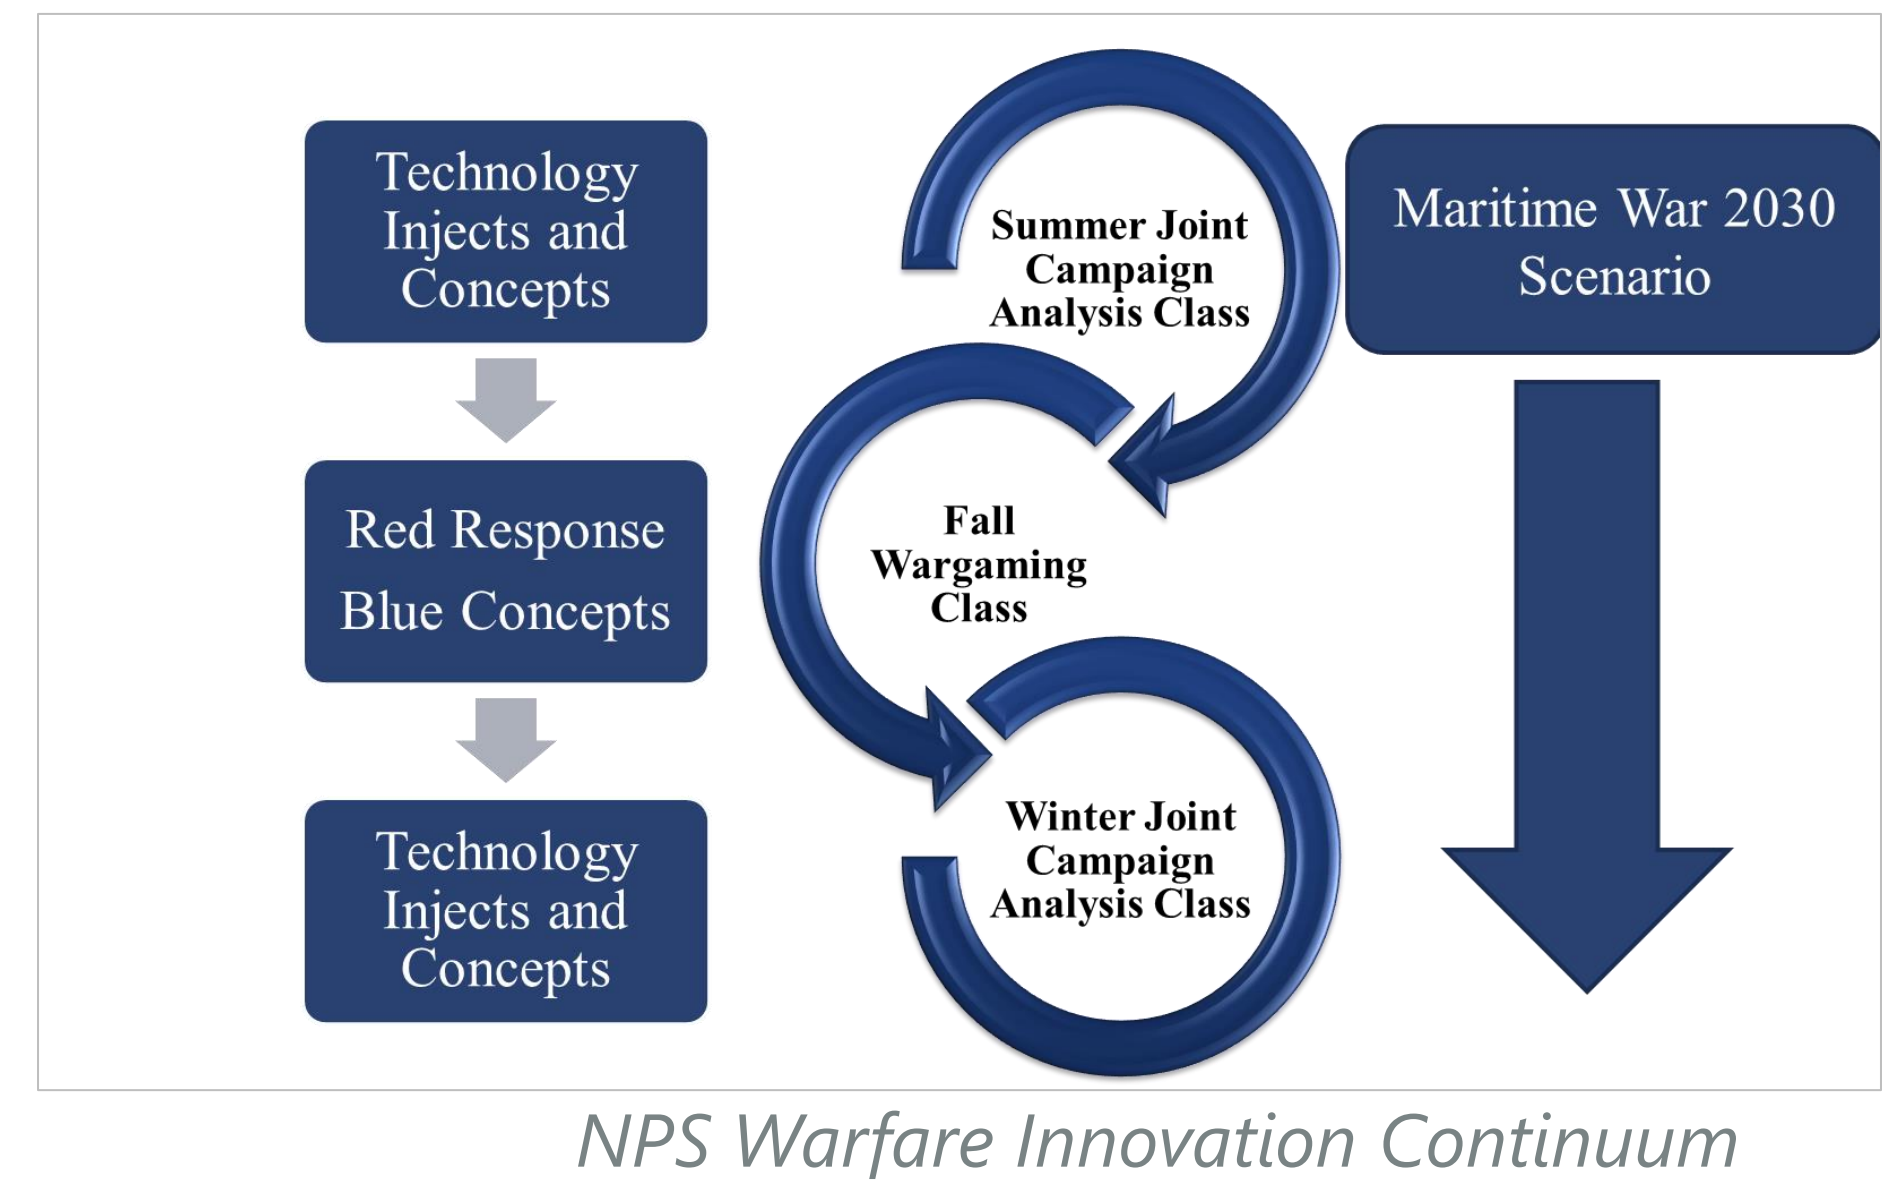 Technology
Injects and
Concepts
Red Response
Blue Concepts
Technology
Injects and
Concepts
Summer Joint
Campaign
Analysis Class
Fall
Wargaming
Class
Winter Joint
Campaign
Analysis Class
Maritime War 2030
Scenario
NPS Warfare Innovation Continuum